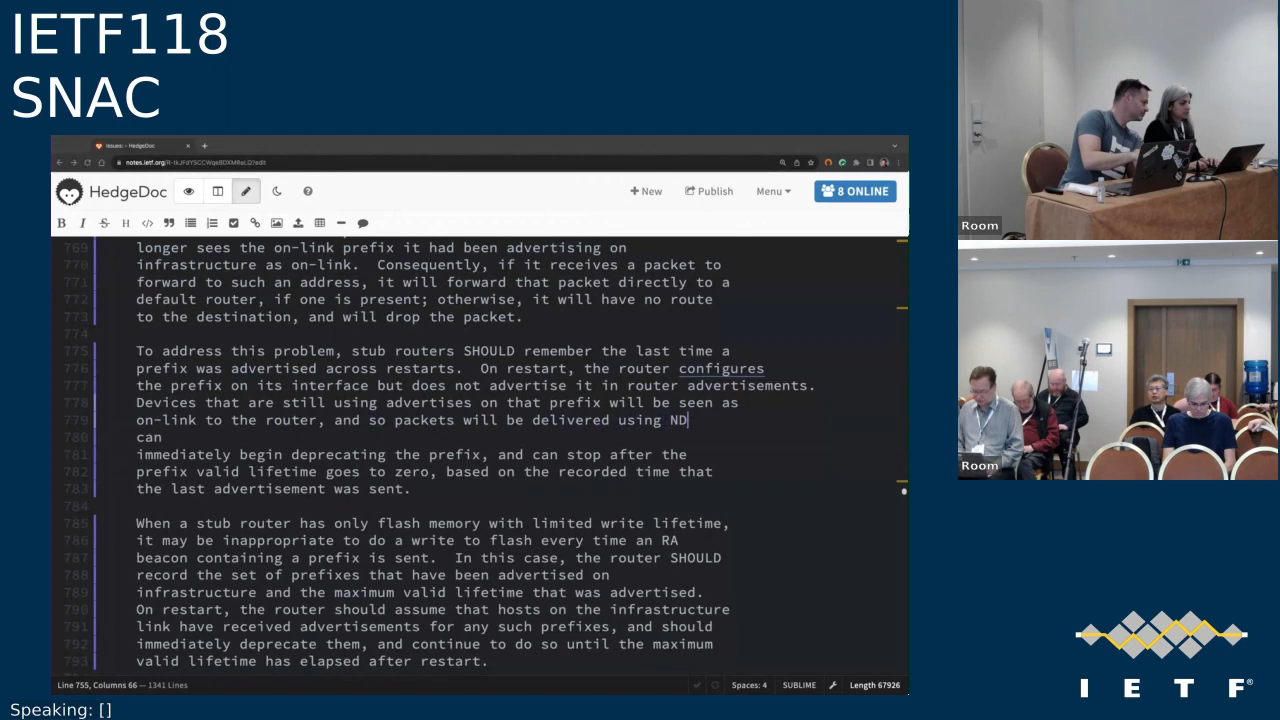 IETF118
SNAC
Issues: - HedgeDoc
notes.ietf.org
HedgeDoc
New
Publish
Menu
8 ONLINE
B I S H
769 longer sees the on-link prefix it had been advertising on
770 infrastructure as on-link. Consequently, if it receives a packet to
771 forward to such an address, it will forward that packet directly to a
772 default router, if one is present; otherwise, it will have no route
773 to the destination, and will drop the packet.
774
775 To address this problem, stub routers SHOULD remember the last time a
776 prefix was advertised across restarts. On restart, the router configures
777 the prefix on its interface but does not advertise it in router advertisements.
778 Devices that are still using advertises on that prefix will be seen as
779 on-link to the router, and so packets will be delivered using ND
780 can
781 immediately begin deprecating the prefix, and can stop after the
782 prefix valid lifetime goes to zero, based on the recorded time that
783 the last advertisement was sent.
784
785 When a stub router has only flash memory with limited write lifetime,
786 it may be inappropriate to do a write to flash every time an RA
787 beacon containing a prefix is sent. In this case, the router SHOULD
788 record the set of prefixes that have been advertised on
789 infrastructure and the maximum valid lifetime that was advertised.
790 On restart, the router should assume that hosts on the infrastructure
791 link have received advertisements for any such prefixes, and should
792 immediately deprecate them, and continue to do so until the maximum
793 valid lifetime has elapsed after restart.
Line 755, Columns 66 — 1341 Lines
Spaces: 4
SUBLIME
Length 67926
Room
Room
I E T F®
Speaking: []